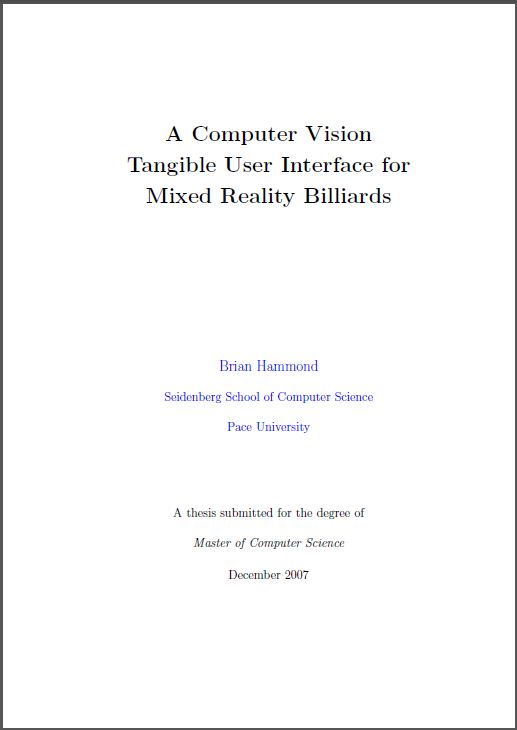 A Computer Vision
Tangible User Interface for
Mixed Reality Billiards
Brian Hammond
Seidenberg School of Computer Science
Pace University
A thesis submitted for the degree of
Master of Computer Science
December 2007